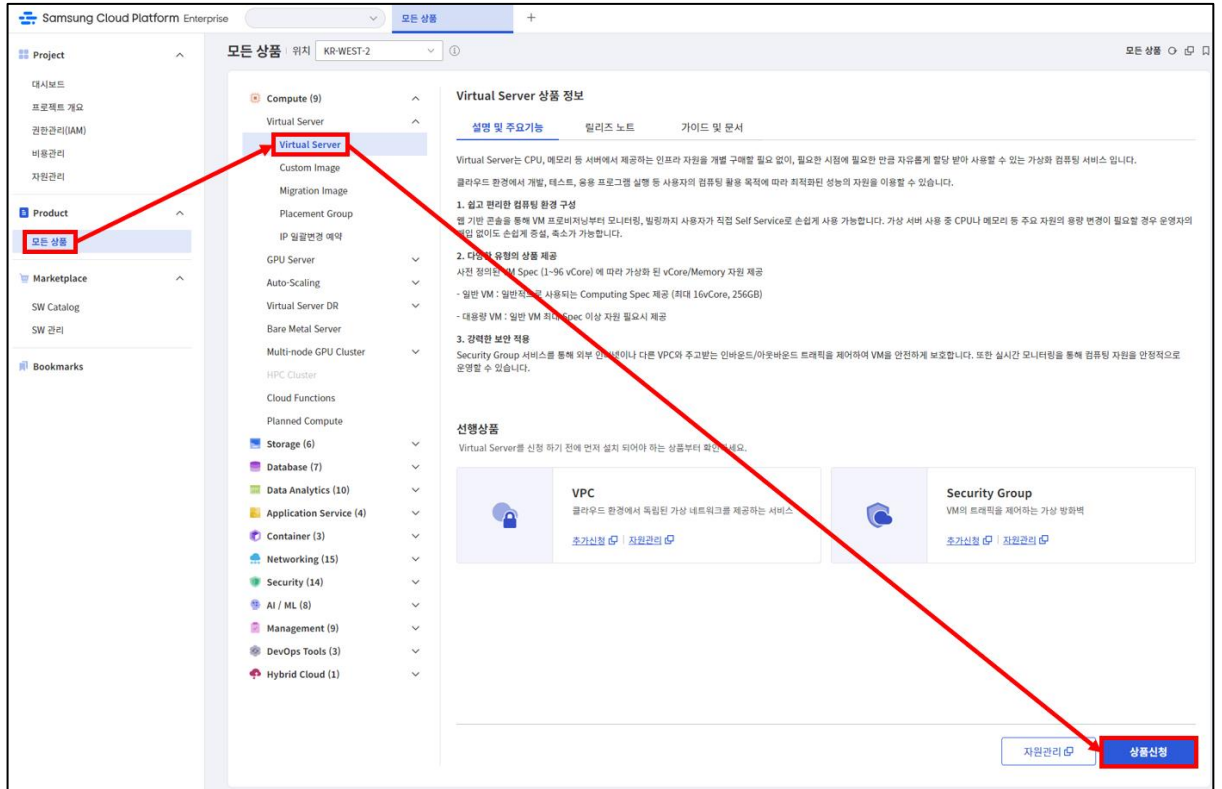 Samsung Cloud Platform Enterprise
모든 상품
+
Project
대시보드
프로젝트 개요
권한관리(IAM)
비용관리
자원관리
Product
모든 상품
Marketplace
SW Catalog
SW 관리
Bookmarks
모든 상품 위치 KR-WEST-2
모든 상품
Compute (9)
Virtual Server
Virtual Server
Custom Image
Migration Image
Placement Group
IP 일괄변경 예약
GPU Server
Auto-Scaling
Virtual Server DR
Bare Metal Server
Multi-node GPU Cluster
HPC Cluster
Cloud Functions
Planned Compute
Storage (6)
Database (7)
Data Analytics (10)
Application Service (4)
Container (3)
Networking (15)
Security (14)
AI / ML (8)
Management (9)
DevOps Tools (3)
Hybrid Cloud (1)
Virtual Server 상품 정보
설명 및 주요기능 릴리즈 노트 가이드 및 문서
Virtual Server는 CPU, 메모리 등 서버에서 제공하는 인프라 자원을 개별 구매할 필요 없이, 필요한 시점에 필요한 만큼 자유롭게 할당 받아 사용할 수 있는 가상화 컴퓨팅 서비스 입니다.
클라우드 환경에서 개발, 테스트, 응용 프로그램 실행 등 사용자의 컴퓨팅 활용 목적에 따라 최적화된 성능의 자원을 이용할 수 있습니다.
1. 쉽고 편리한 컴퓨팅 환경 구성
웹 기반 콘솔을 통해 VM 프로비저닝부터 모니터링, 빌링까지 사용자가 직접 Self Service로 손쉽게 사용 가능합니다. 가상 서버 사용 중 CPU나 메모리 등 주요 자원의 용량 변경이 필요할 경우 운영자의
개입 없이도 손쉽게 증설, 축소가 가능합니다.
2. 다양한 유형의 상품 제공
사전 정의된 VM Spec (1~96 vCore) 에 따라 가상화 된 vCore/Memory 자원 제공
- 일반 VM : 일반적으로 사용되는 Computing Spec 제공 (최대 16vCore, 256GB)
- 대용량 VM : 일반 VM 최대 Spec 이상 자원 필요시 제공
3. 강력한 보안 적용
Security Group 서비스를 통해 외부 인터넷이나 다른 VPC와 주고받는 인바운드/아웃바운드 트래픽을 제어하여 VM을 안전하게 보호합니다. 또한 실시간 모니터링을 통해 컴퓨팅 자원을 안정적으로
운영할 수 있습니다.
선행상품
Virtual Server를 신청 하기 전에 먼저 설치 되어야 하는 상품부터 확인하세요.
VPC
클라우드 환경에서 독립된 가상 네트워크를 제공하는 서비스
추가신청 자원관리
Security Group
VM의 트래픽을 제어하는 가상 방화벽
추가신청 자원관리
자원관리 상품신청